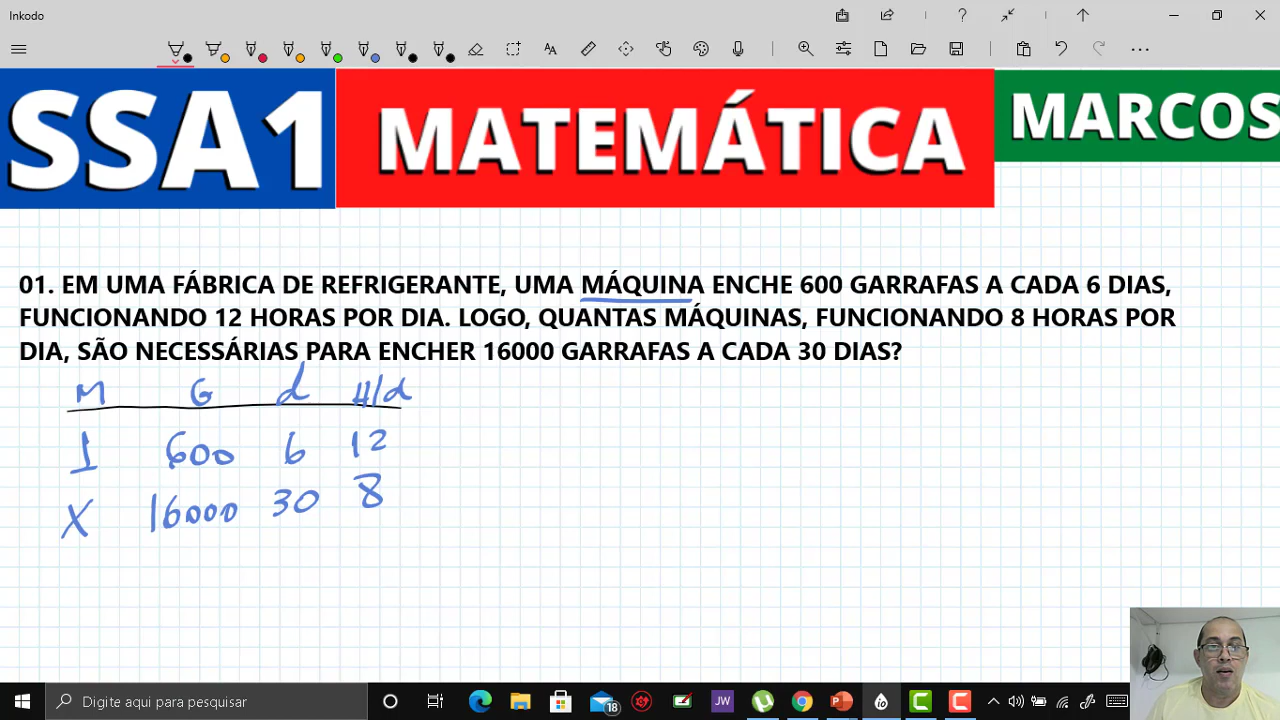 Inkodo
SSA1
MATEMÁTICA
MARCOS
01. EM UMA FÁBRICA DE REFRIGERANTE, UMA MÁQUINA ENCHE 600 GARRAFAS A CADA 6 DIAS,
FUNCIONANDO 12 HORAS POR DIA. LOGO, QUANTAS MÁQUINAS, FUNCIONANDO 8 HORAS POR
DIA, SÃO NECESSÁRIAS PARA ENCHER 16000 GARRAFAS A CADA 30 DIAS?
M G d H/d
1 600 6 12
X 16000 30 8
Digite aqui para pesquisar
18
JW